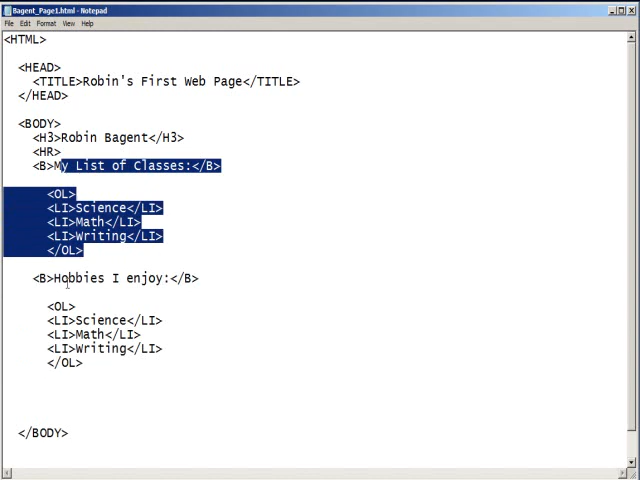 Bagent_Page1.html - Notepad
File Edit Format View Help
<HTML>
<HEAD>
<TITLE>Robin's First Web Page</TITLE>
</HEAD>
<BODY>
<H3>Robin Bagent</H3>
<HR>
<B>My List of Classes:</B>
<OL>
<LI>Science</LI>
<LI>Math</LI>
<LI>Writing</LI>
</OL>
<B>Hobbies I enjoy:</B>
<OL>
<LI>Science</LI>
<LI>Math</LI>
<LI>Writing</LI>
</OL>
</BODY>